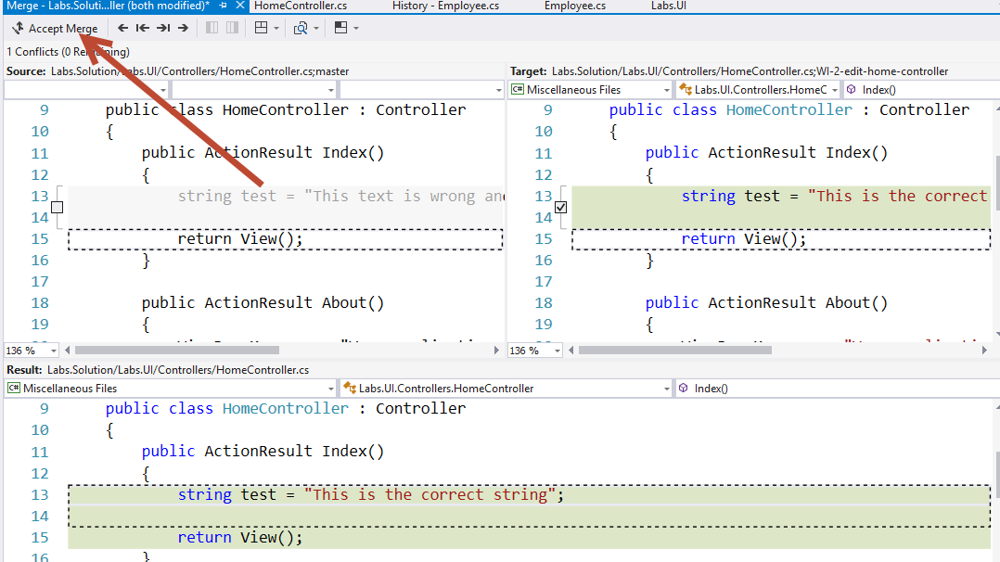 Merge - Labs.Soluti...ller (both modified)* HomeController.cs History - Employee.cs Employee.cs Labs.UI
Accept Merge
1 Conflicts (0 Remaining)
Source: Labs.Solution/Labs.UI/Controllers/HomeController.cs;master
9 public class HomeController : Controller
10 {
11 public ActionResult Index()
12 {
13 string test = "This text is wrong and
14
15 return View();
16 }
17
18 public ActionResult About()
19 {
136 %
Target: Labs.Solution/Labs.UI/Controllers/HomeController.cs;WI-2-edit-home-controller
C# Miscellaneous Files Labs.UI.Controllers.HomeC Index()
9 public class HomeController : Controller
10 {
11 public ActionResult Index()
12 {
13 string test = "This is the correct
14
15 return View();
16 }
17
18 public ActionResult About()
19 {
136 %
Result: Labs.Solution/Labs.UI/Controllers/HomeController.cs
C# Miscellaneous Files Labs.UI.Controllers.HomeController Index()
9 public class HomeController : Controller
10 {
11 public ActionResult Index()
12 {
13 string test = "This is the correct string";
14
15 return View();
16 }